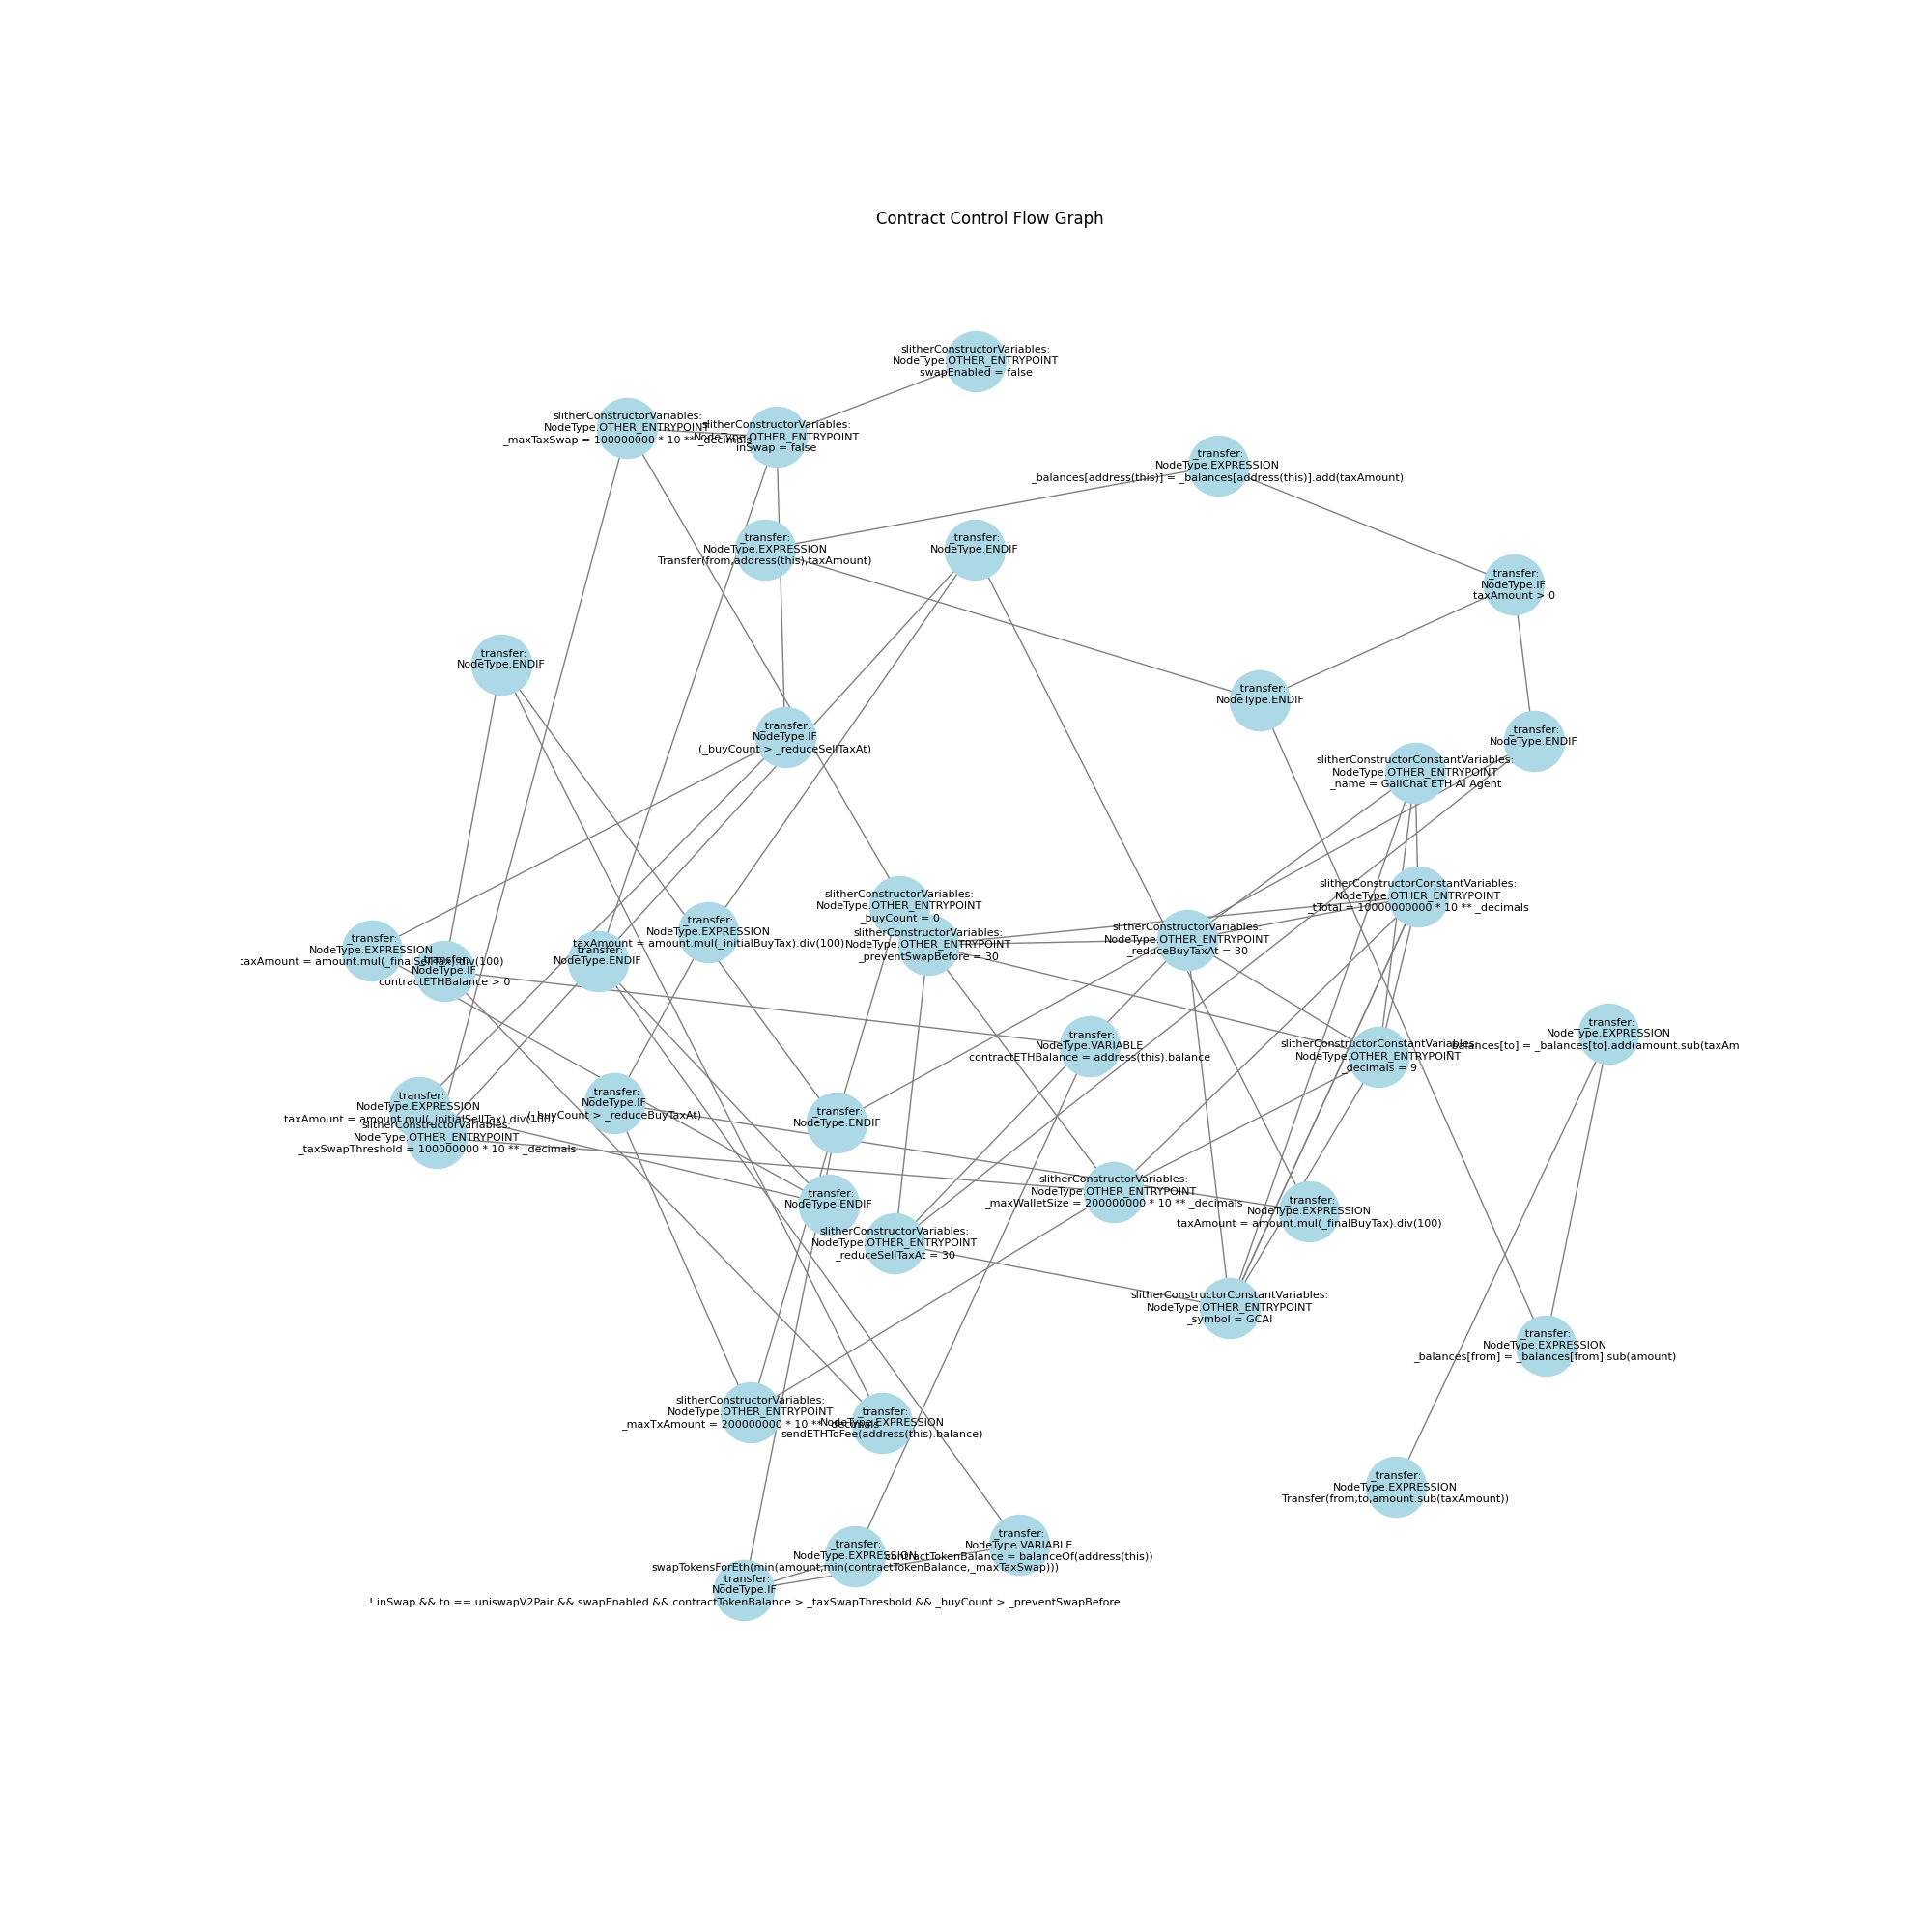 Contract Control Flow Graph
slitherConstructorVariables:
NodeType.OTHER_ENTRYPOINT
swapEnabled = false
slitherConstructorVariables:
NodeType.OTHER_ENTRYPOINT
_maxTaxSwap = 100000000 * 10 ** _decimals
slitherConstructorVariables:
NodeType.OTHER_ENTRYPOINT
inSwap = false
_transfer:
NodeType.EXPRESSION
_balances[address(this)] = _balances[address(this)].add(taxAmount)
_transfer:
NodeType.EXPRESSION
Transfer(from,address(this),taxAmount)
_transfer:
NodeType.ENDIF
_transfer:
NodeType.IF
taxAmount > 0
_transfer:
NodeType.ENDIF
_transfer:
NodeType.ENDIF
_transfer:
NodeType.IF
(_buyCount > _reduceSellTaxAt)
_transfer:
NodeType.ENDIF
slitherConstructorConstantVariables:
NodeType.OTHER_ENTRYPOINT
_name = GaliChat ETH AI Agent
slitherConstructorConstantVariables:
NodeType.OTHER_ENTRYPOINT
_tTotal = 10000000000 * 10 ** _decimals
slitherConstructorVariables:
NodeType.OTHER_ENTRYPOINT
_buyCount = 0
slitherConstructorVariables:
NodeType.OTHER_ENTRYPOINT
_preventSwapBefore = 30
slitherConstructorVariables:
NodeType.OTHER_ENTRYPOINT
_reduceBuyTaxAt = 30
_transfer:
NodeType.EXPRESSION
taxAmount = amount.mul(_initialBuyTax).div(100)
_transfer:
NodeType.EXPRESSION
taxAmount = amount.mul(_finalSellTax).div(100)
_transfer:
NodeType.IF
contractETHBalance > 0
_transfer:
NodeType.ENDIF
_transfer:
NodeType.EXPRESSION
_balances[to] = _balances[to].add(amount.sub(taxAm
_transfer:
NodeType.VARIABLE
contractETHBalance = address(this).balance
slitherConstructorConstantVariables:
NodeType.OTHER_ENTRYPOINT
_decimals = 9
_transfer:
NodeType.EXPRESSION
taxAmount = amount.mul(_initialSellTax).div(100)
slitherConstructorVariables:
NodeType.OTHER_ENTRYPOINT
_taxSwapThreshold = 100000000 * 10 ** _decimals
_transfer:
NodeType.IF
(_buyCount > _reduceBuyTaxAt)
_transfer:
NodeType.ENDIF
_transfer:
NodeType.ENDIF
slitherConstructorVariables:
NodeType.OTHER_ENTRYPOINT
_maxWalletSize = 200000000 * 10 ** _decimals
_transfer:
NodeType.EXPRESSION
taxAmount = amount.mul(_finalBuyTax).div(100)
slitherConstructorVariables:
NodeType.OTHER_ENTRYPOINT
_reduceSellTaxAt = 30
slitherConstructorConstantVariables:
NodeType.OTHER_ENTRYPOINT
_symbol = GCAI
_transfer:
NodeType.EXPRESSION
_balances[from] = _balances[from].sub(amount)
slitherConstructorVariables:
NodeType.OTHER_ENTRYPOINT
_maxTxAmount = 200000000 * 10 ** _decimals
_transfer:
NodeType.EXPRESSION
sendETHToFee(address(this).balance)
_transfer:
NodeType.EXPRESSION
Transfer(from,to,amount.sub(taxAmount))
_transfer:
NodeType.VARIABLE
contractTokenBalance = balanceOf(address(this))
_transfer:
NodeType.EXPRESSION
swapTokensForEth(min(amount,min(contractTokenBalance,_maxTaxSwap)))
_transfer:
NodeType.IF
! inSwap && to == uniswapV2Pair && swapEnabled && contractTokenBalance > _taxSwapThreshold && _buyCount > _preventSwapBefore